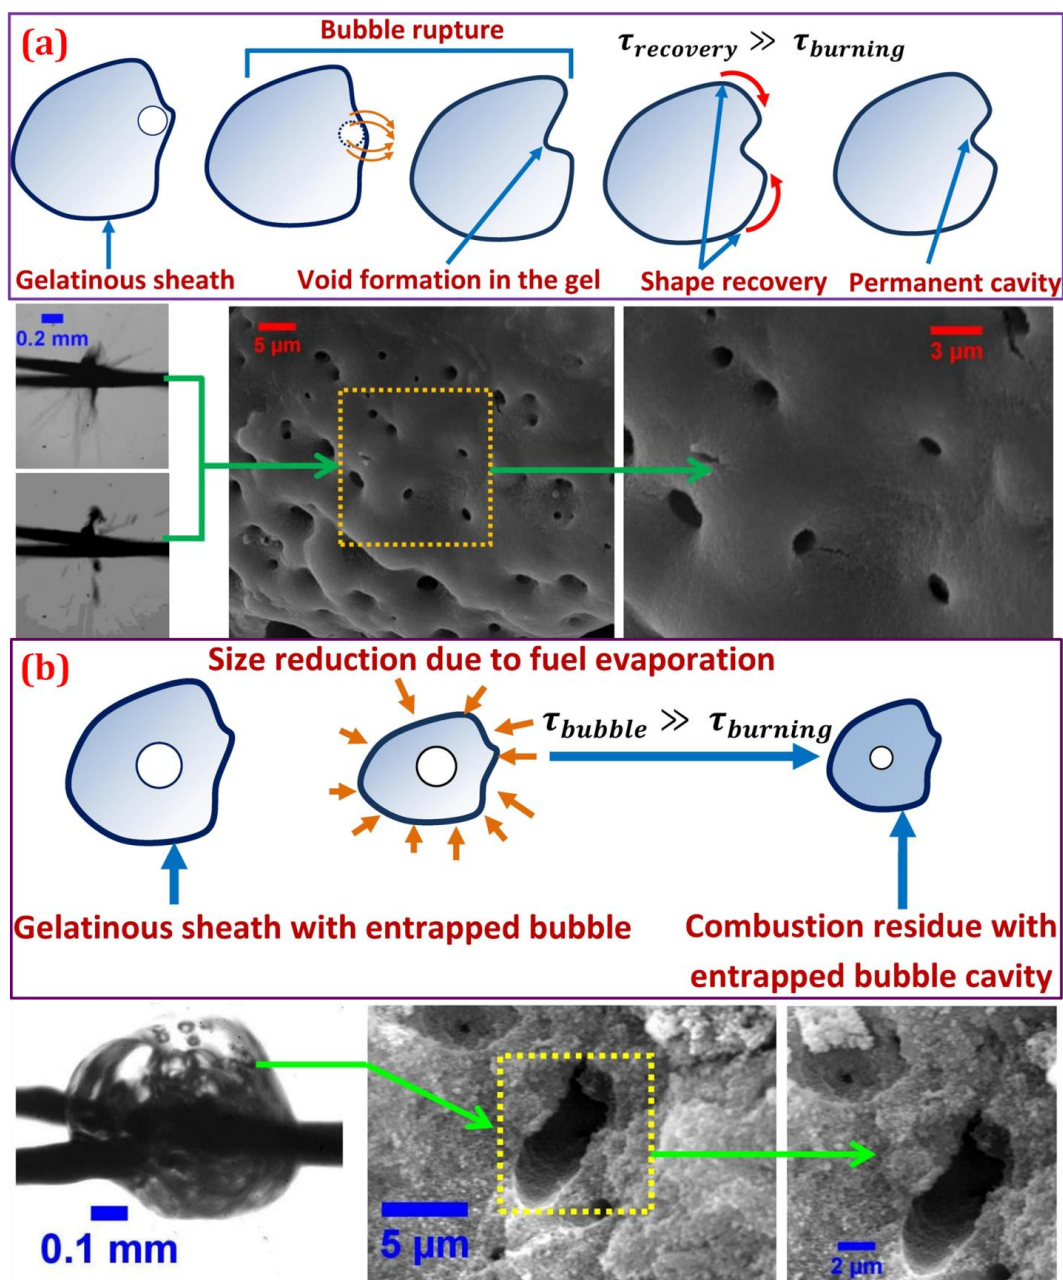 (a)
Bubble rupture
τrecovery ≫ τburning
Gelatinous sheath
Void formation in the gel
Shape recovery
Permanent cavity
0.2 mm
5 μm
3 μm
(b)
Size reduction due to fuel evaporation
τbubble ≫ τburning
Gelatinous sheath with entrapped bubble
Combustion residue with
entrapped bubble cavity
0.1 mm
5 μm
2 μm